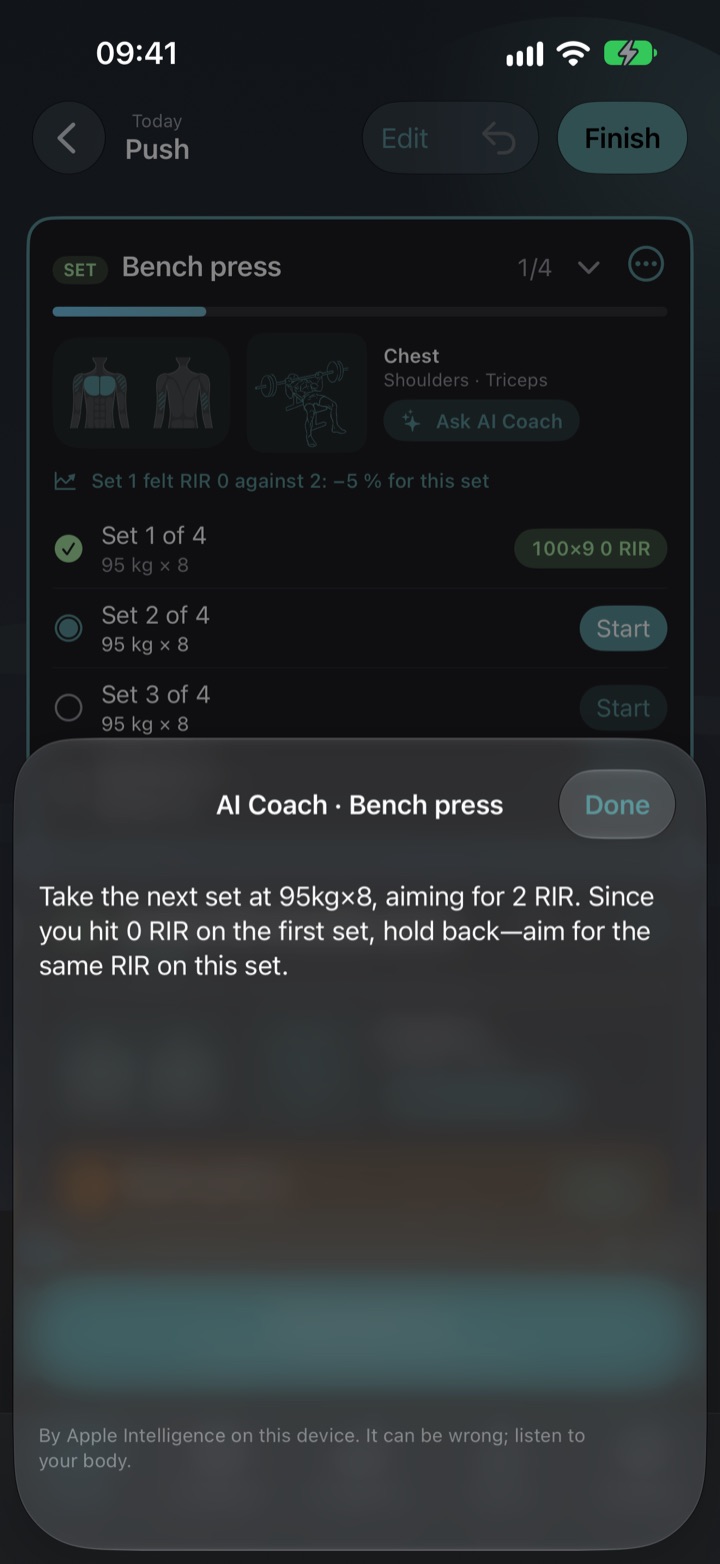 09:41
Today
Push
Edit
Finish
SET Bench press 1/4
Chest
Shoulders · Triceps
Ask AI Coach
Set 1 felt RIR 0 against 2: −5 % for this set
Set 1 of 4
95 kg × 8
100×9 0 RIR
Set 2 of 4
95 kg × 8
Start
Set 3 of 4
95 kg × 8
Start
AI Coach · Bench press
Done
Take the next set at 95kg×8, aiming for 2 RIR. Since
you hit 0 RIR on the first set, hold back—aim for the
same RIR on this set.
By Apple Intelligence on this device. It can be wrong; listen to
your body.